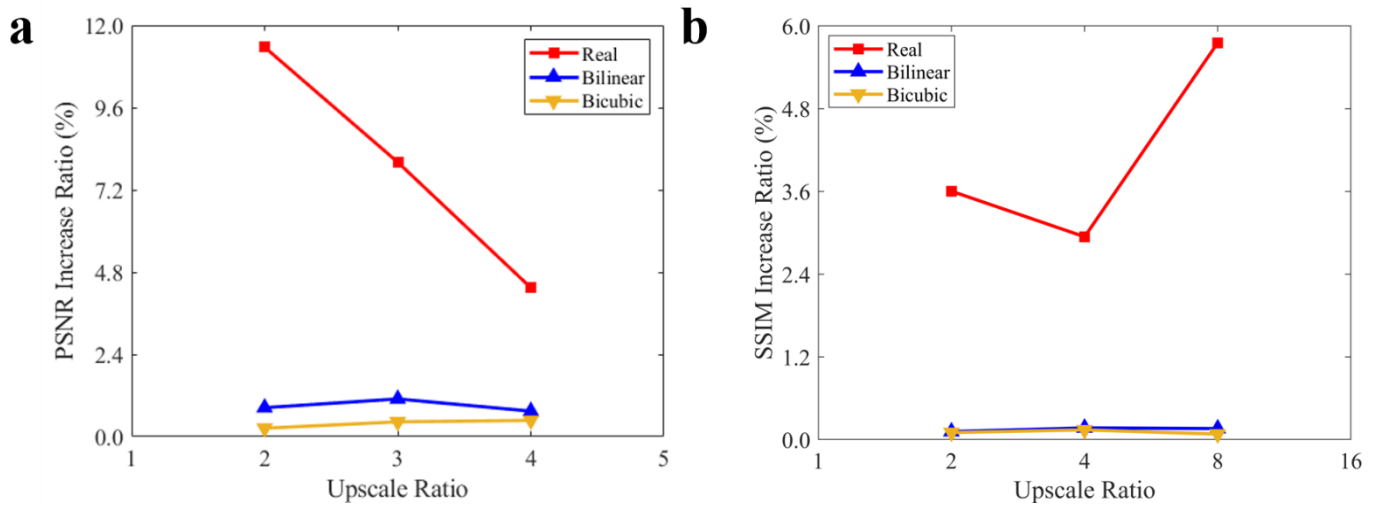 a
12.0
9.6
7.2
4.8
2.4
0.0
PSNR Increase Ratio (%)
1 2 3 4 5
Upscale Ratio
Real
Bilinear
Bicubic
b
6.0
4.8
3.6
2.4
1.2
0.0
SSIM Increase Ratio (%)
1 2 4 8 16
Upscale Ratio
Real
Bilinear
Bicubic